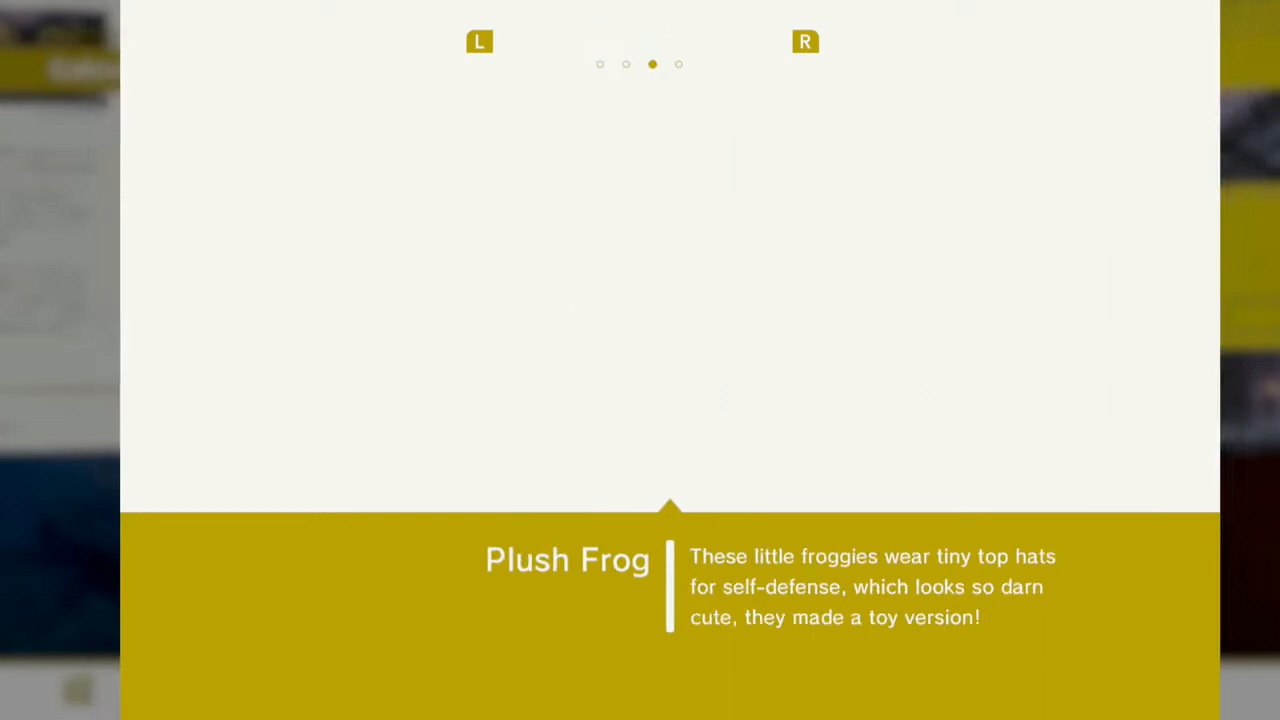 L R
Plush Frog
These little froggies wear tiny top hats
for self-defense, which looks so darn
cute, they made a toy version!